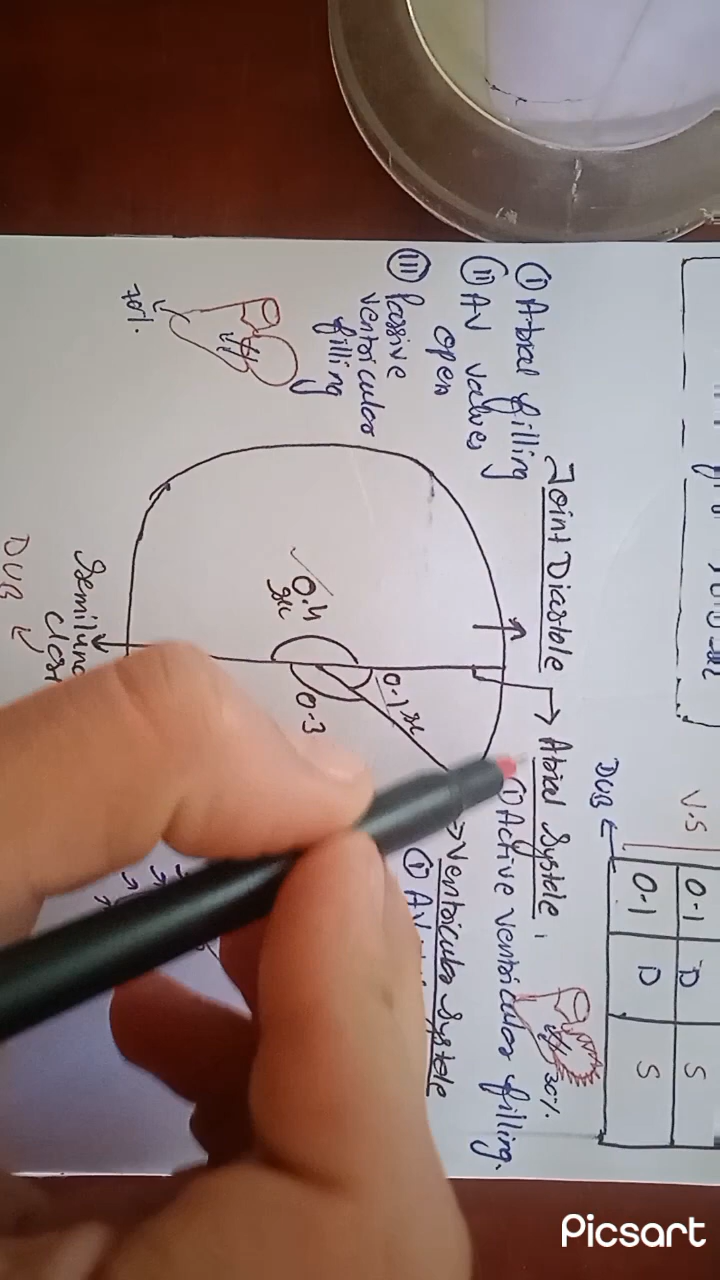 V.S
0.1 D S
DUB
0.1 D S
Joint Diastole
I Atrial filling
II AV valves
open
III Passive
ventricular
filling
70%.
Atrial Systole
30%.
I Active ventricular filling.
Ventricular Systole
I AV
0.4
sec
0.1 sec
0.3
DUB
Picsart